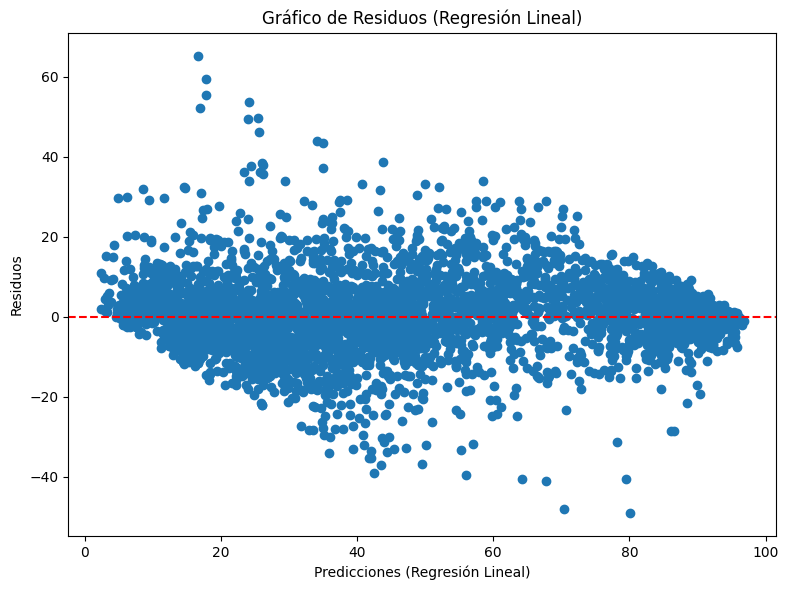 Gráfico de Residuos (Regresión Lineal)
Residuos
60
40
20
0
−20
−40
0 20 40 60 80 100
Predicciones (Regresión Lineal)